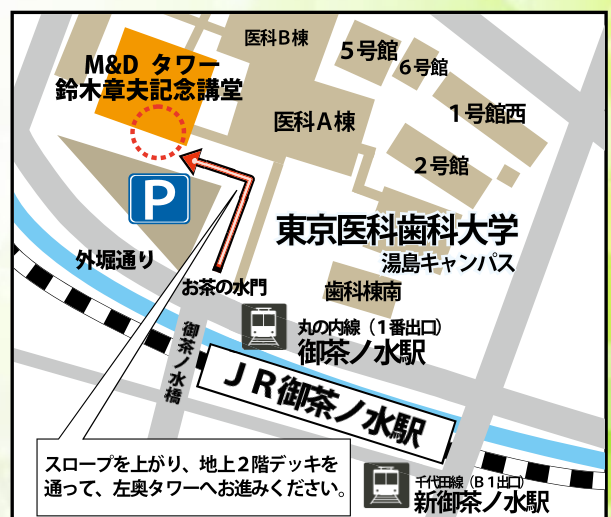 医科B棟
5号館
6号館
M&D タワー
鈴木章夫記念講堂
医科A棟
1号館西
2号館
P
東京医科歯科大学
湯島キャンパス
外堀通り
お茶の水門
歯科棟南
丸の内線（1番出口）
御茶ノ水駅
御茶ノ水橋
JR御茶ノ水駅
スロープを上がり、地上2階デッキを
通って、左奥タワーへお進みください。
千代田線（B1出口）
新御茶ノ水駅